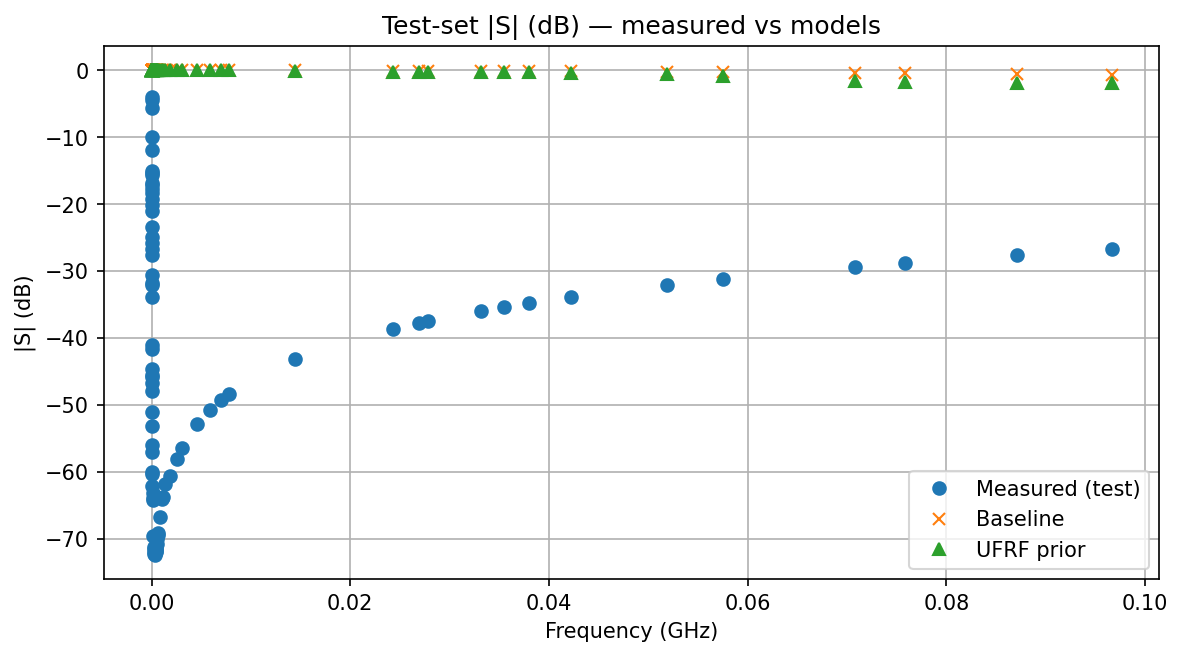 Test-set |S| (dB) — measured vs models
|S| (dB)
0
−10
−20
−30
−40
−50
−60
−70
Measured (test)
Baseline
UFRF prior
0.00 0.02 0.04 0.06 0.08 0.10
Frequency (GHz)